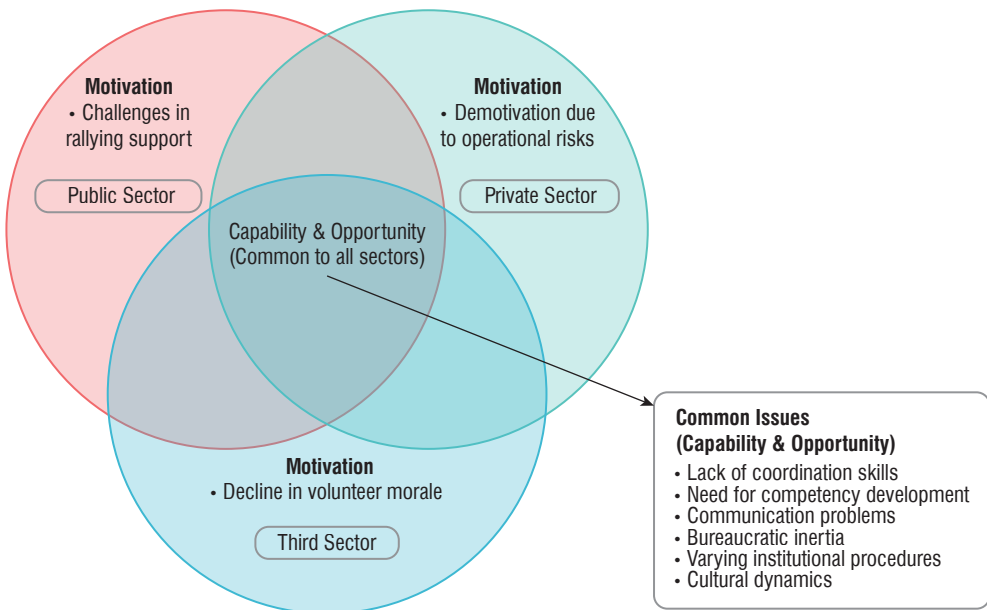 Motivation
• Challenges in
rallying support
Public Sector
Motivation
• Demotivation due
to operational risks
Private Sector
Capability & Opportunity
(Common to all sectors)
Motivation
• Decline in volunteer morale
Third Sector
Common Issues
(Capability & Opportunity)
• Lack of coordination skills
• Need for competency development
• Communication problems
• Bureaucratic inertia
• Varying institutional procedures
• Cultural dynamics